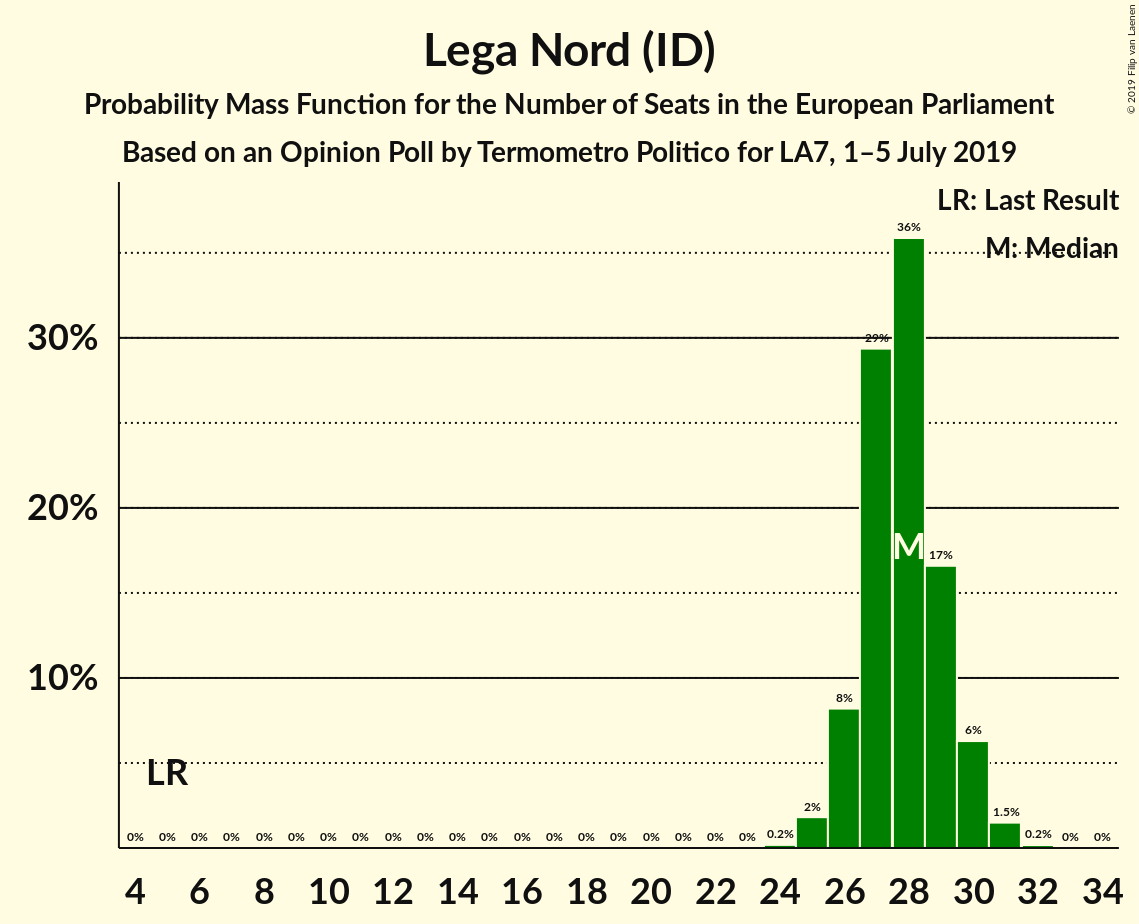 Lega Nord (ID)
Probability Mass Function for the Number of Seats in the European Parliament
Based on an Opinion Poll by Termometro Politico for LA7, 1–5 July 2019
© 2019 Filip van Laenen
LR: Last Result
M: Median
30%
20%
10%
36%
29%
M
17%
8%
6%
LR
0% 0% 0% 0% 0% 0% 0% 0% 0% 0% 0% 0% 0% 0% 0% 0% 0% 0% 0% 0% 0.2% 2% 1.5% 0.2% 0% 0%
4 6 8 10 12 14 16 18 20 22 24 26 28 30 32 34